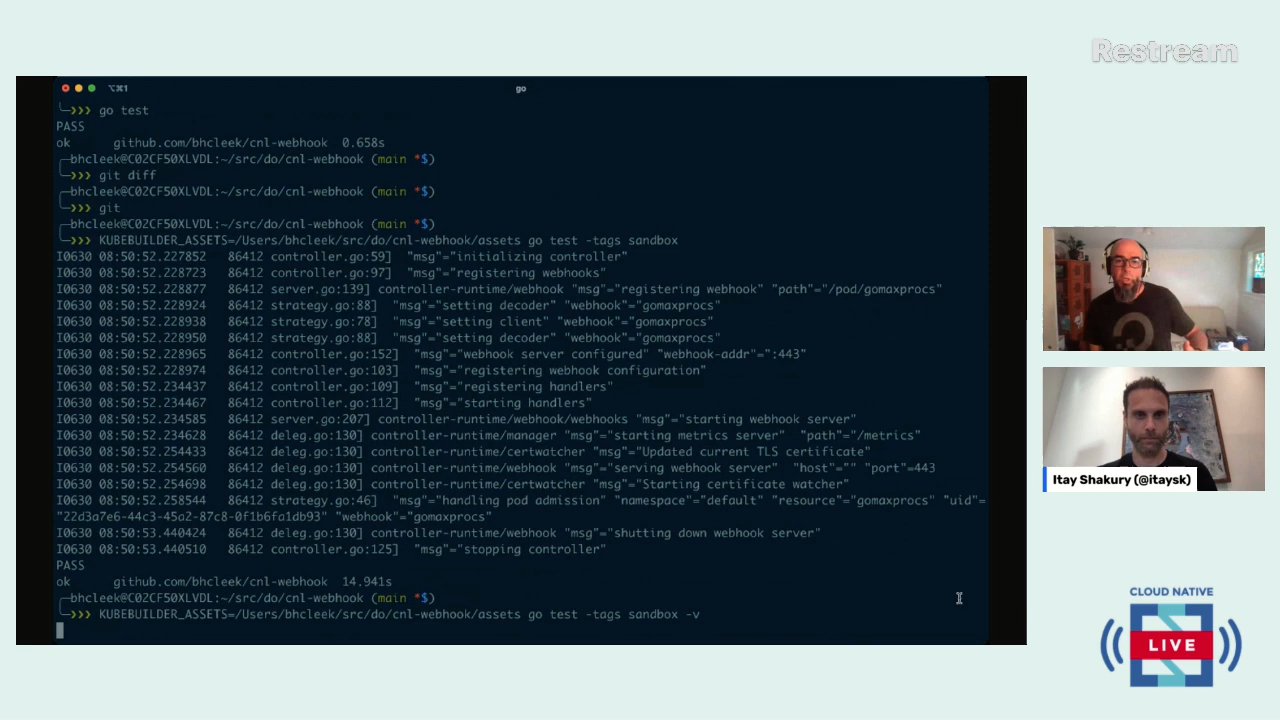 Restream
⌥⌘1
go
╰─❯❯❯ go test
PASS
ok      github.com/bhcleek/cnl-webhook  0.658s
╭─bhcleek@C02CF50XLVDL:~/src/do/cnl-webhook (main *$)
╰─❯❯❯ git diff
╭─bhcleek@C02CF50XLVDL:~/src/do/cnl-webhook (main *$)
╰─❯❯❯ git
╭─bhcleek@C02CF50XLVDL:~/src/do/cnl-webhook (main *$)
╰─❯❯❯ KUBEBUILDER_ASSETS=/Users/bhcleek/src/do/cnl-webhook/assets go test -tags sandbox
I0630 08:50:52.227852   86412 controller.go:59]  "msg"="initializing controller"
I0630 08:50:52.228723   86412 controller.go:97]  "msg"="registering webhooks"
I0630 08:50:52.228877   86412 server.go:139] controller-runtime/webhook "msg"="registering webhook" "path"="/pod/gomaxprocs"
I0630 08:50:52.228924   86412 strategy.go:88]  "msg"="setting decoder" "webhook"="gomaxprocs"
I0630 08:50:52.228938   86412 strategy.go:78]  "msg"="setting client" "webhook"="gomaxprocs"
I0630 08:50:52.228950   86412 strategy.go:88]  "msg"="setting decoder" "webhook"="gomaxprocs"
I0630 08:50:52.228965   86412 controller.go:152]  "msg"="webhook server configured" "webhook-addr"=":443"
I0630 08:50:52.228974   86412 controller.go:103]  "msg"="registering webhook configuration"
I0630 08:50:52.234437   86412 controller.go:109]  "msg"="registering handlers"
I0630 08:50:52.234467   86412 controller.go:112]  "msg"="starting handlers"
I0630 08:50:52.234585   86412 server.go:207] controller-runtime/webhook/webhooks "msg"="starting webhook server"
I0630 08:50:52.234628   86412 deleg.go:130] controller-runtime/manager "msg"="starting metrics server"  "path"="/metrics"
I0630 08:50:52.254433   86412 deleg.go:130] controller-runtime/certwatcher "msg"="Updated current TLS certificate"
I0630 08:50:52.254560   86412 deleg.go:130] controller-runtime/webhook "msg"="serving webhook server"  "host"="" "port"=443
I0630 08:50:52.254698   86412 deleg.go:130] controller-runtime/certwatcher "msg"="Starting certificate watcher"
I0630 08:50:52.258544   86412 strategy.go:46]  "msg"="handling pod admission" "namespace"="default" "resource"="gomaxprocs" "uid"=
"22d3a7e6-44c3-45a2-87c8-0f1b6fa1db93" "webhook"="gomaxprocs"
I0630 08:50:53.440424   86412 deleg.go:130] controller-runtime/webhook "msg"="shutting down webhook server"
I0630 08:50:53.440510   86412 controller.go:125]  "msg"="stopping controller"
PASS
ok      github.com/bhcleek/cnl-webhook  14.941s
╭─bhcleek@C02CF50XLVDL:~/src/do/cnl-webhook (main *$)
╰─❯❯❯ KUBEBUILDER_ASSETS=/Users/bhcleek/src/do/cnl-webhook/assets go test -tags sandbox -v
Itay Shakury (@itaysk)
CLOUD NATIVE
LIVE